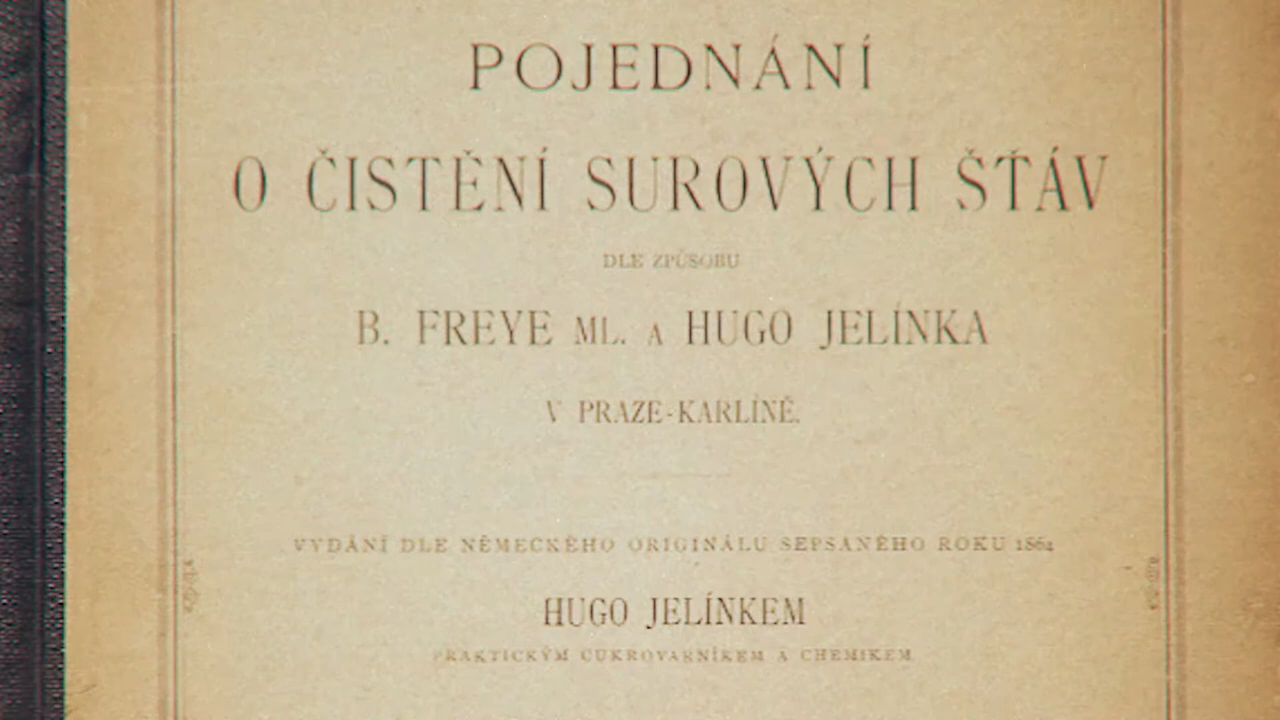 POJEDNÁNÍ
O ČISTĚNÍ SUROVÝCH ŠŤÁV
DLE ZPŮSOBU
B. FREYE ML. A HUGO JELÍNKA
V PRAZE-KARLÍNĚ.
VYDÁNÍ DLE NĚMECKÉHO ORIGINÁLU SEPSANÉHO ROKU 1864
HUGO JELÍNKEM
PRAKTICKÝM CUKROVARNÍKEM A CHEMIKEM